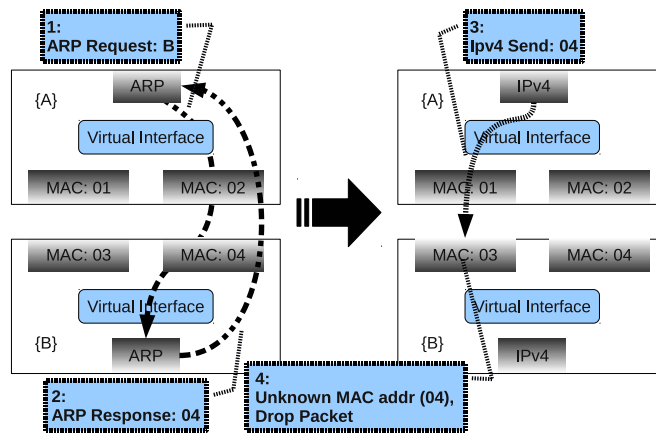 1:
ARP Request: B
{A}
ARP
Virtual Interface
MAC: 01
MAC: 02
MAC: 03
MAC: 04
Virtual Interface
{B}
ARP
2:
ARP Response: 04
3:
Ipv4 Send: 04
{A}
IPv4
Virtual Interface
MAC: 01
MAC: 02
MAC: 03
MAC: 04
Virtual Interface
{B}
IPv4
4:
Unknown MAC addr (04),
Drop Packet